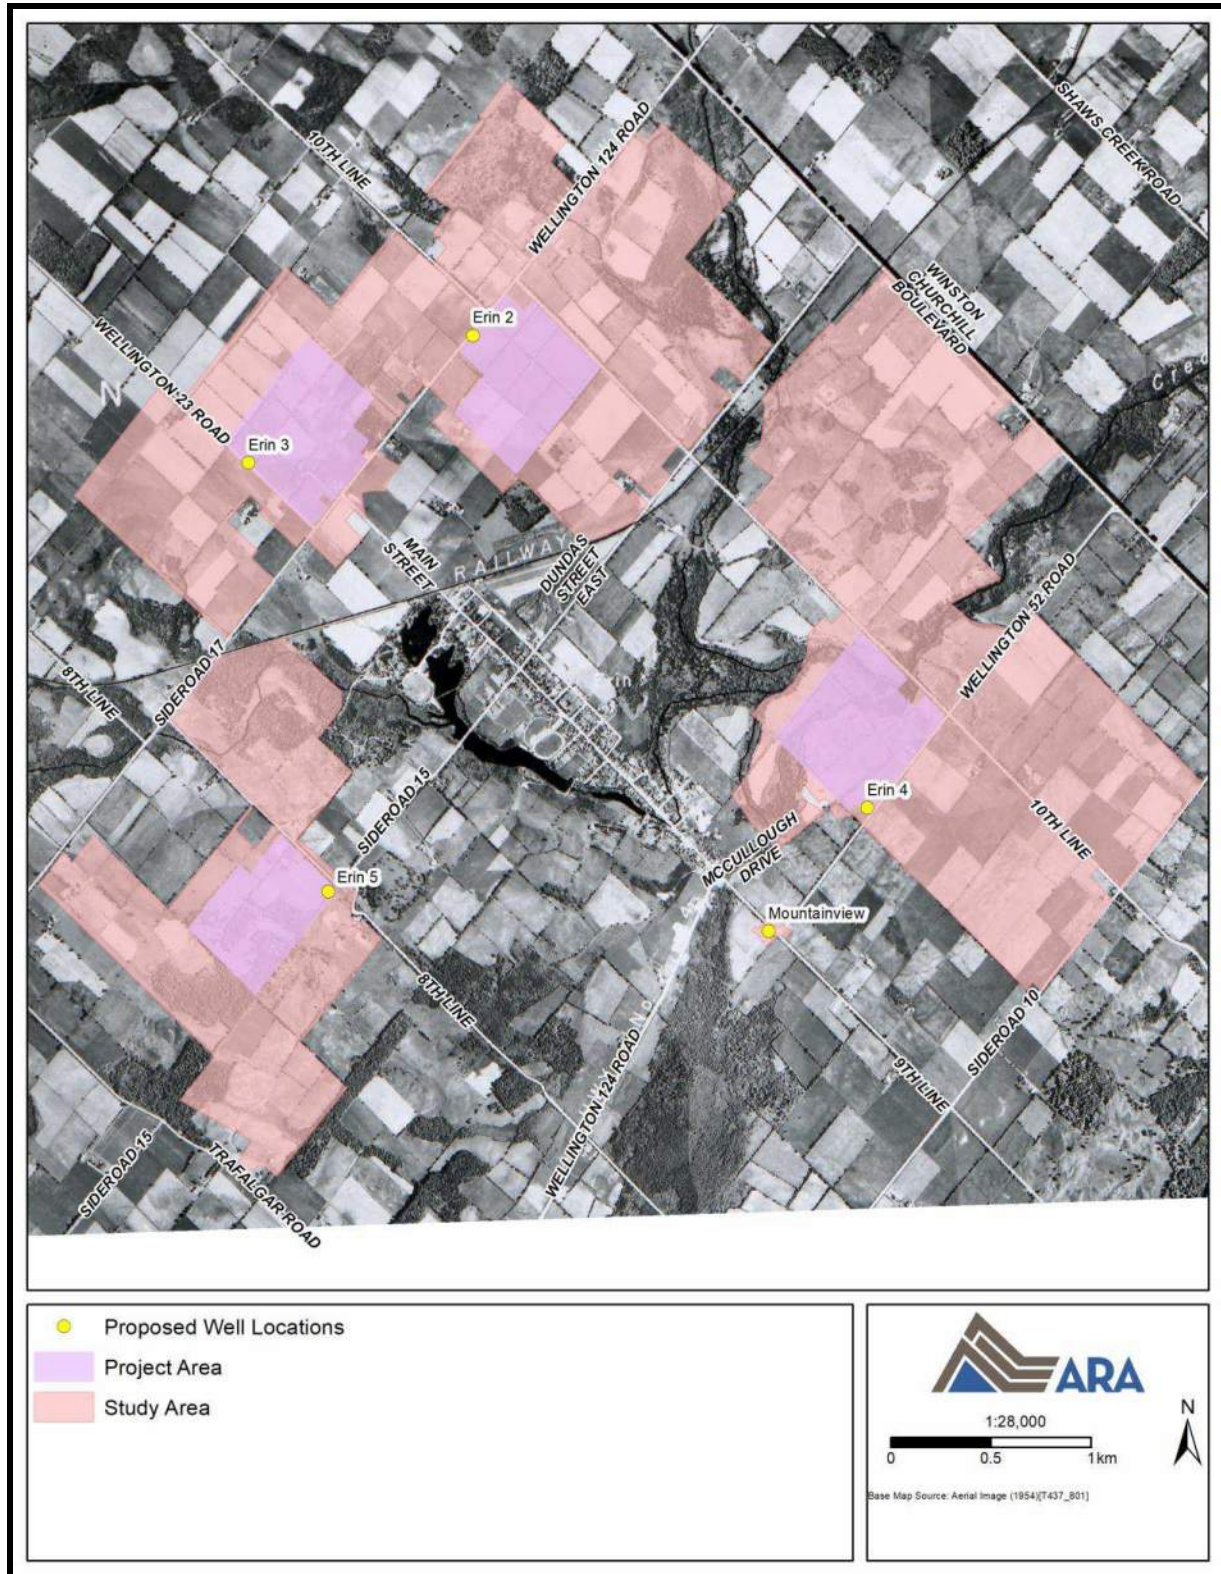 SHAWS CREEK ROAD
10TH LINE
WELLINGTON 124 ROAD
WINSTON
CHURCHILL
BOULEVARD
Erin 2
WELLINGTON 23 ROAD
N
Erin 3
MAIN
STREET
RAILWAY
DUNDAS
STREET
EAST
WELLINGTON 52 ROAD
8TH LINE
SIDEROAD 17
Erin
SIDEROAD 15
Erin 4
10TH LINE
MCCULLOUGH
DRIVE
Erin 5
Mountainview
8TH LINE
WELLINGTON 124 ROAD
SIDEROAD 10
9TH LINE
SIDEROAD 15
TRAFALGAR ROAD
Proposed Well Locations
Project Area
Study Area
ARA
N
1:28,000
0 0.5 1km
Base Map Source: Aerial Image (1954)[T437_801]